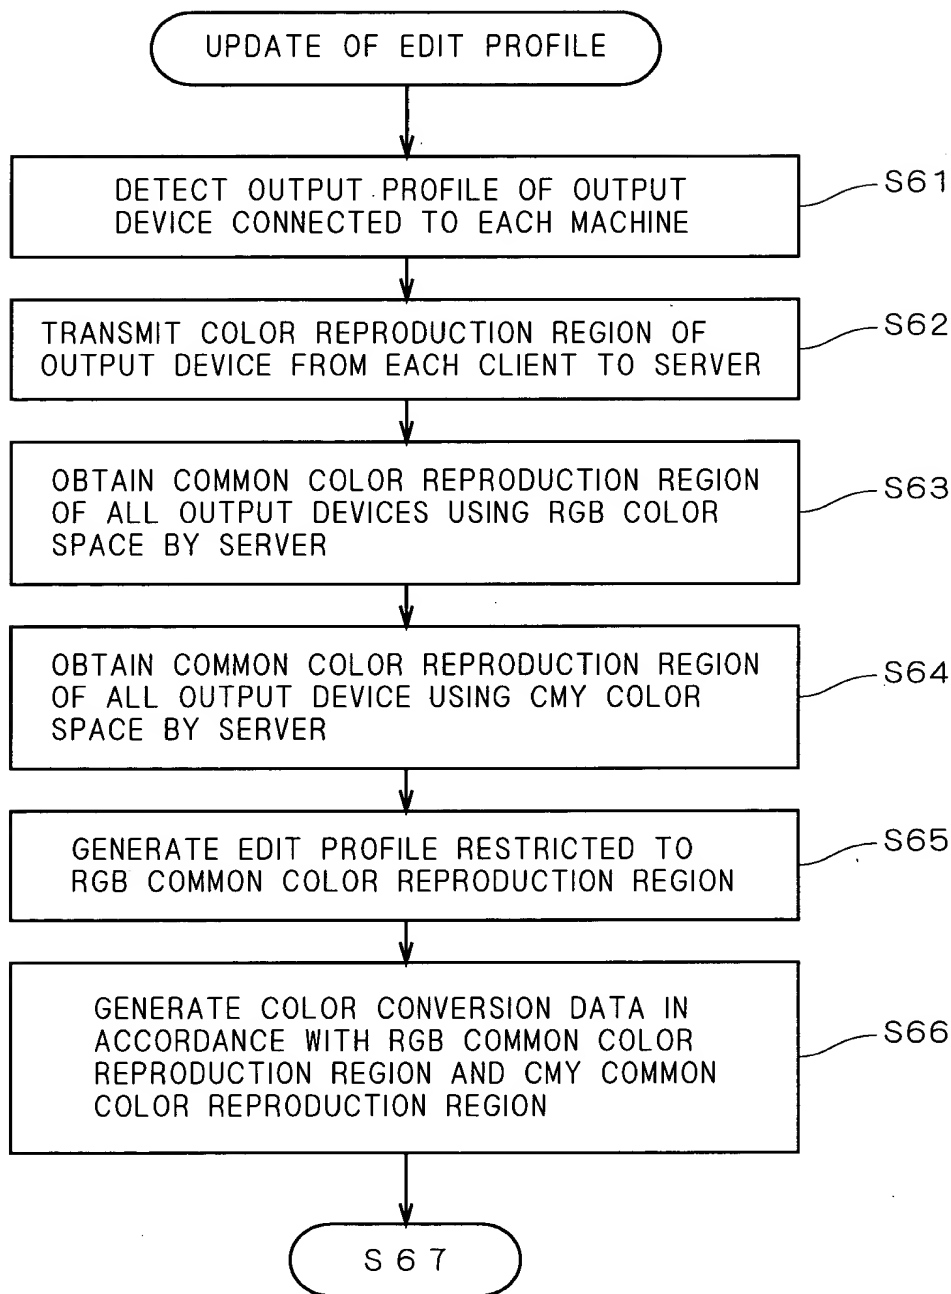 UPDATE OF EDIT PROFILE
DETECT OUTPUT PROFILE OF OUTPUT
DEVICE CONNECTED TO EACH MACHINE
S61
TRANSMIT COLOR REPRODUCTION REGION OF
OUTPUT DEVICE FROM EACH CLIENT TO SERVER
S62
OBTAIN COMMON COLOR REPRODUCTION REGION
OF ALL OUTPUT DEVICES USING RGB COLOR
SPACE BY SERVER
S63
OBTAIN COMMON COLOR REPRODUCTION REGION
OF ALL OUTPUT DEVICE USING CMY COLOR
SPACE BY SERVER
S64
GENERATE EDIT PROFILE RESTRICTED TO
RGB COMMON COLOR REPRODUCTION REGION
S65
GENERATE COLOR CONVERSION DATA IN
ACCORDANCE WITH RGB COMMON COLOR
REPRODUCTION REGION AND CMY COMMON
COLOR REPRODUCTION REGION
S66
S67